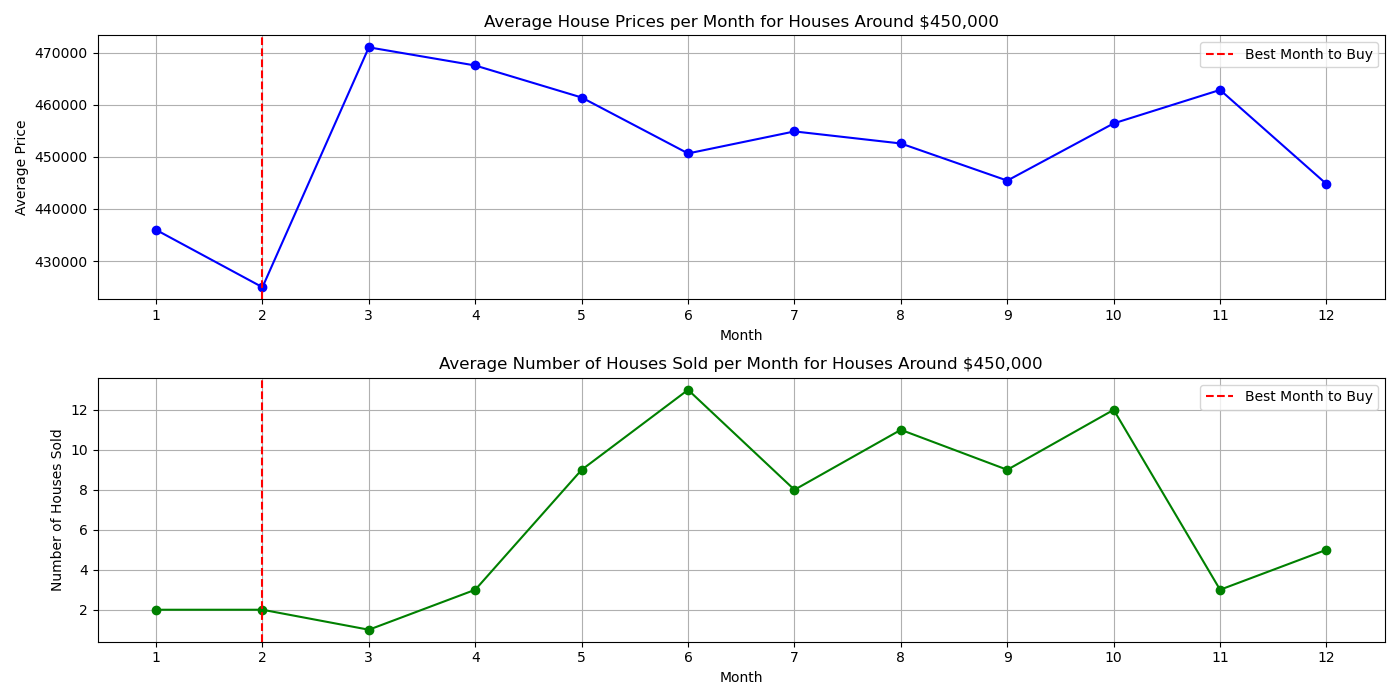 Average House Prices per Month for Houses Around $450,000
Best Month to Buy
Average Price
470000
460000
450000
440000
430000
1 2 3 4 5 6 7 8 9 10 11 12
Month
Average Number of Houses Sold per Month for Houses Around $450,000
Best Month to Buy
Number of Houses Sold
12
10
8
6
4
2
1 2 3 4 5 6 7 8 9 10 11 12
Month